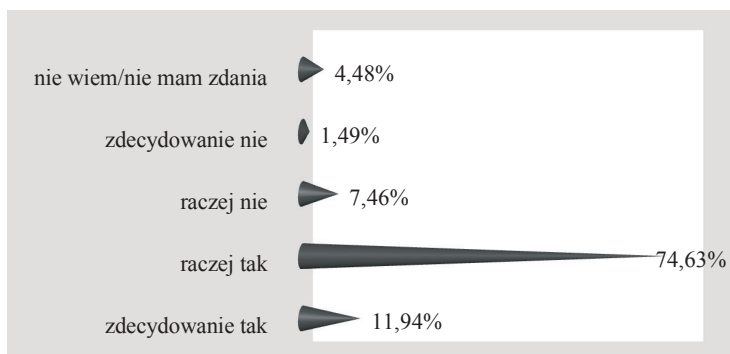 nie wiem/nie mam zdania 4,48%
zdecydowanie nie 1,49%
raczej nie 7,46%
raczej tak 74,63%
zdecydowanie tak 11,94%